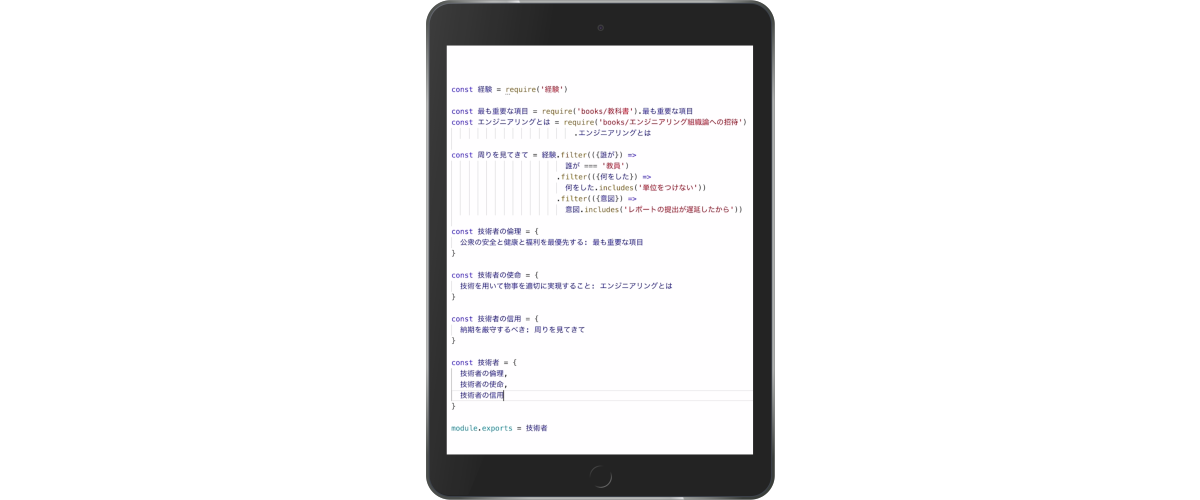 const 経験 = require('経験')
const 最も重要な項目 = require('books/教科書').最も重要な項目
const エンジニアリングとは = require('books/エンジニアリング組織論への招待')
.エンジニアリングとは
const 周りを見てきて = 経験.filter(({誰が}) =>
誰が === '教員')
.filter(({何をした}) =>
何をした.includes('単位をつけない'))
.filter(({意図}) =>
意図.includes('レポートの提出が遅延したから'))
const 技術者の倫理 = {
公衆の安全と健康と福利を最優先する: 最も重要な項目
}
const 技術者の使命 = {
技術を用いて物事を適切に実現すること: エンジニアリングとは
}
const 技術者の信用 = {
納期を厳守するべき: 周りを見てきて
}
const 技術者 = {
技術者の倫理,
技術者の使命,
技術者の信用
}
module.exports = 技術者